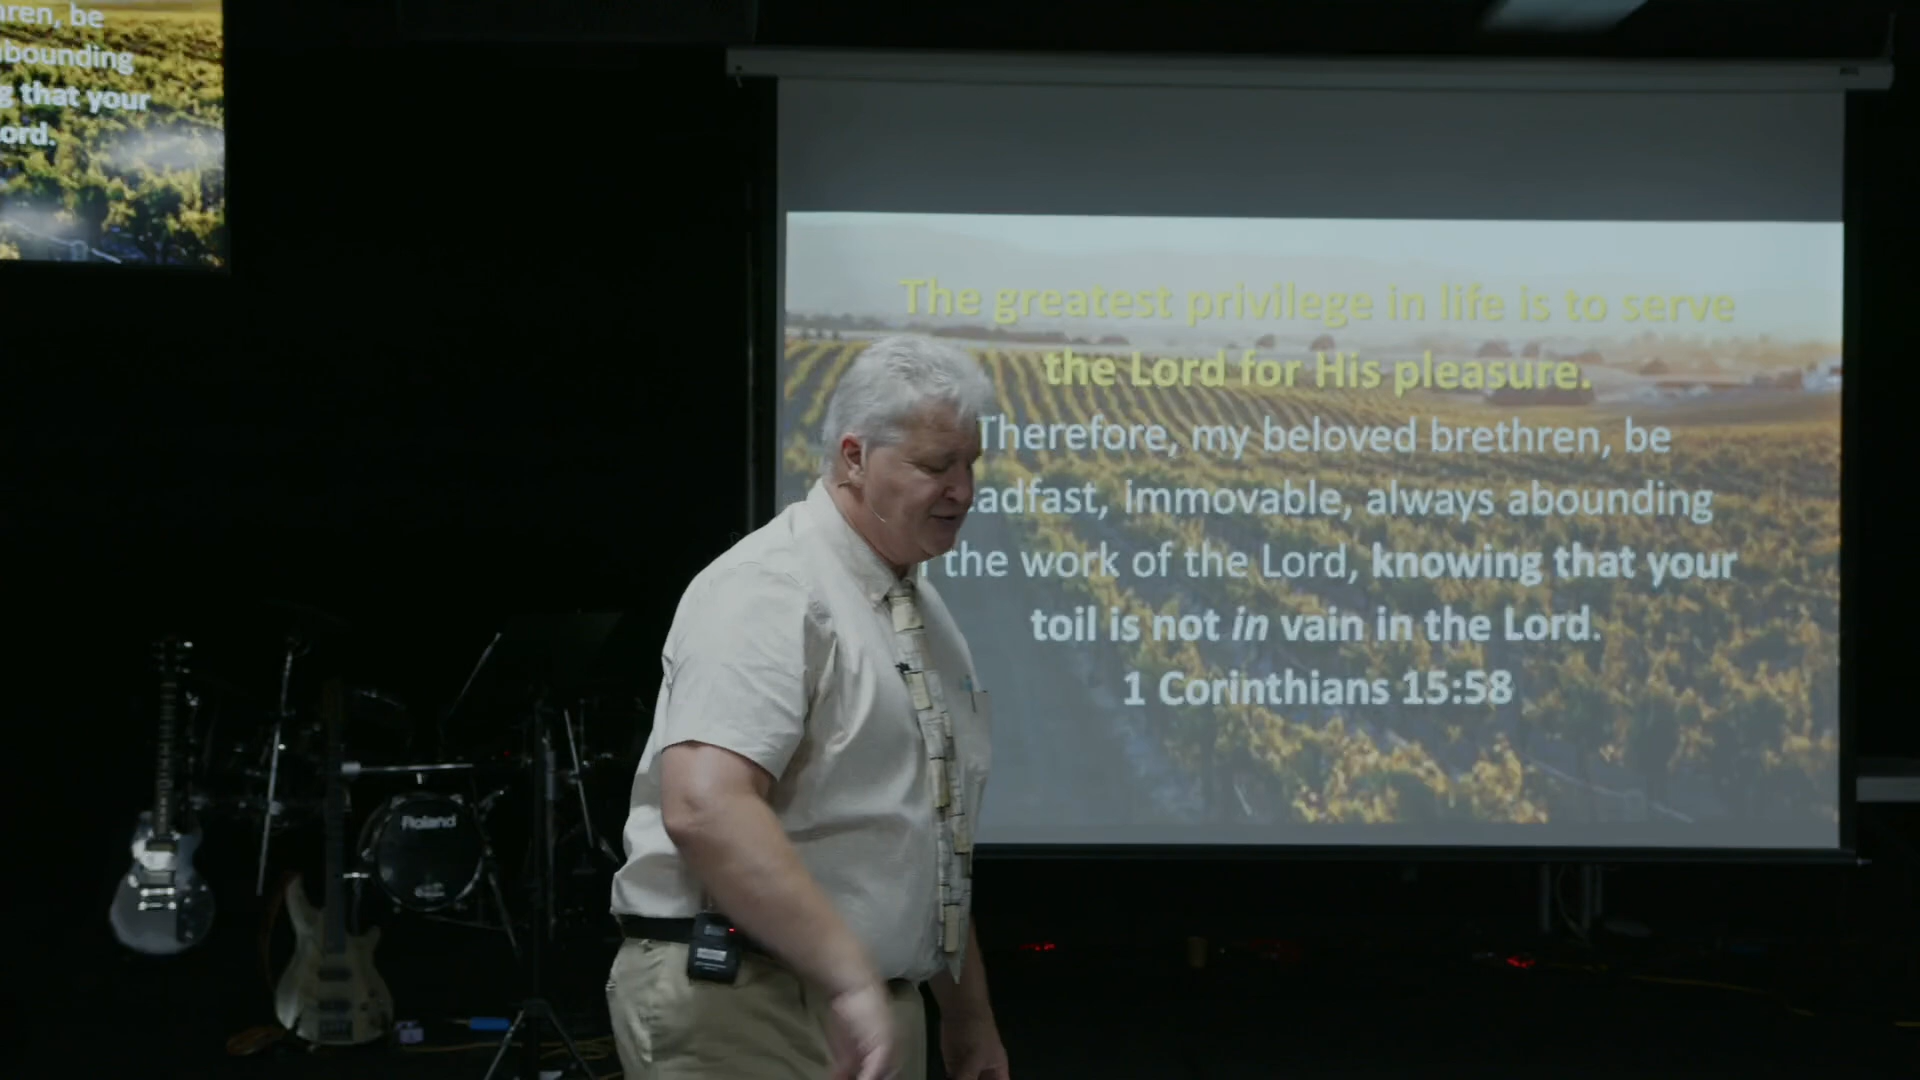 ren, be
bounding
g that your
ord.
The greatest privilege in life is to serve
the Lord for His pleasure.
Therefore, my beloved brethren, be
adfast, immovable, always abounding
the work of the Lord, knowing that your
toil is not in vain in the Lord.
1 Corinthians 15:58
Roland